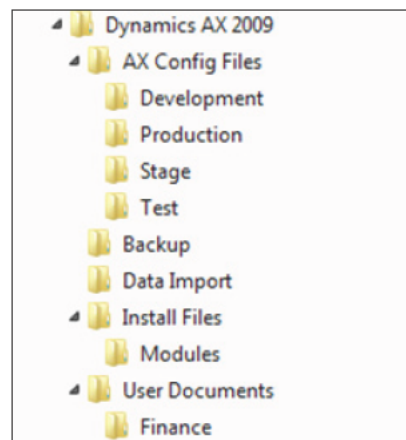 Dynamics AX 2009
AX Config Files
Development
Production
Stage
Test
Backup
Data Import
Install Files
Modules
User Documents
Finance